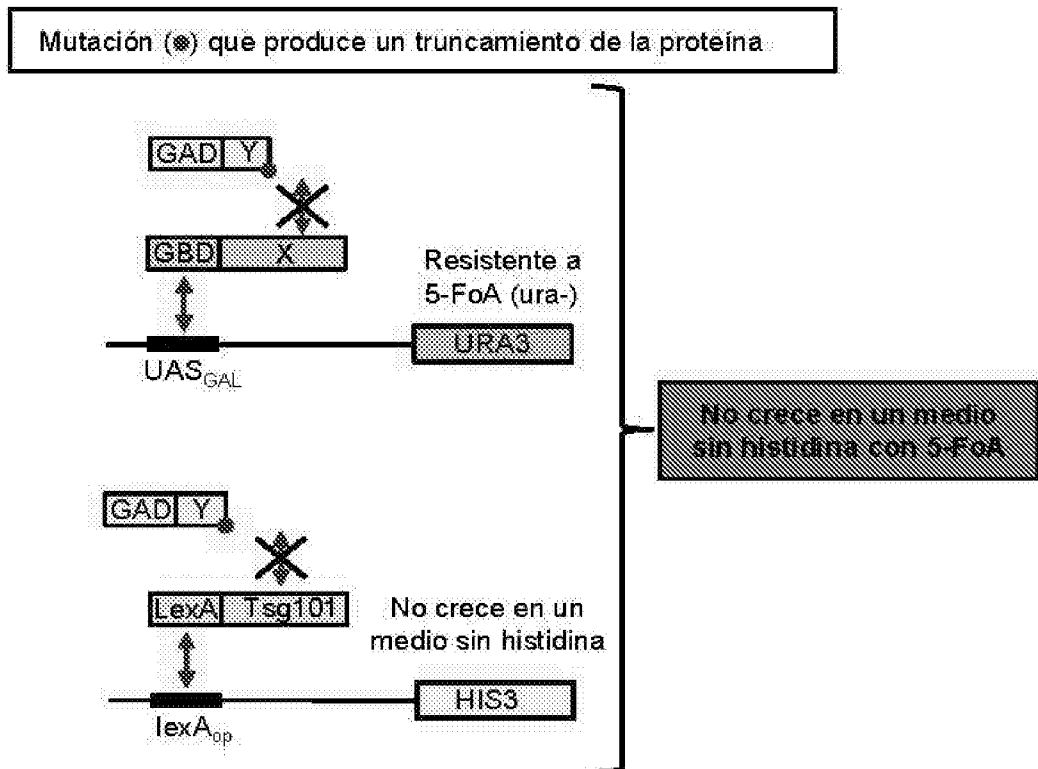 Mutación (●) que produce un truncamiento de la proteína
GAD Y
GBD X
Resistente a
5-FoA (ura-)
URA3
UAS GAL
No crece en un medio
sin histidina con 5-FoA
GAD Y
LexA Tsg101
No crece en un
medio sin histidina
HIS3
lexA op